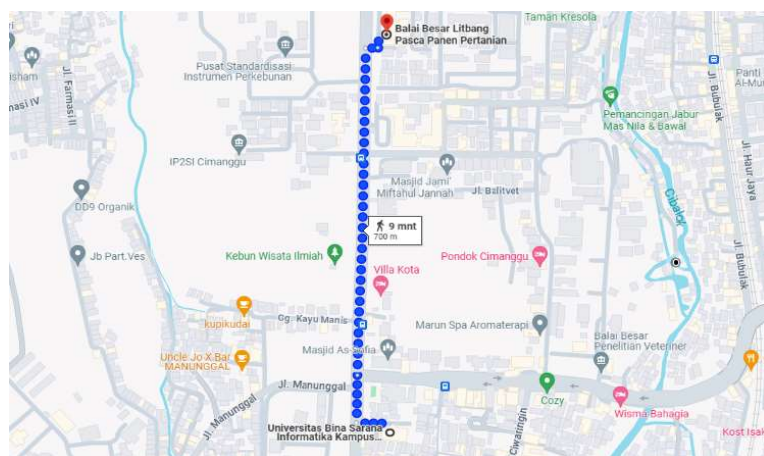 Taman Kresola
Balai Besar Litbang
Pasca Panen Pertanian
Pusat Standardisasi
Instrumen Perkebunan
Panti
Al-Mu
Jl. Farmasi II
isham
masi IV
Jl. Bubulak
Pemancingan Jabur
Mas Nila & Bawal
IP2SI Cimanggu
Masjid Jami'
Miftahul Jannah
Jl. Balitvet
Jl. Haur Jaya
Cibalok
DD9 Organik
9 mnt
700 m
Jb Part.Ves
Kebun Wisata Ilmiah
Pondok Cimanggu
Villa Kota
Jl. Bubulak
kupikudai
Gg. Kayu Manis
Marun Spa Aromaterapi
Uncle Jo X Bar
MANUNGGAL
Masjid As-Sofia
Balai Besar
Penelitian Veteriner
Jl. Manunggal
Cozy
Wisma Bahagia
Jl. Manunggal
Ciwaringin
Universitas Bina Sarana
Informatika Kampus...
Kost Isak